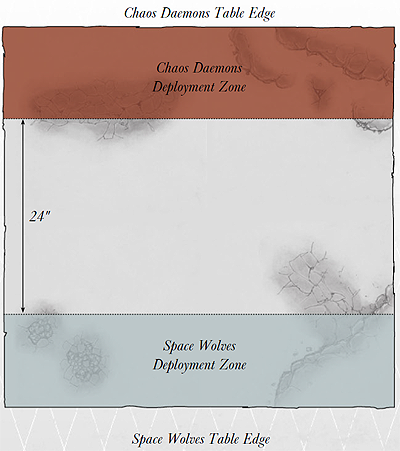 Chaos Daemons Table Edge
Chaos Daemons
Deployment Zone
24"
Space Wolves
Deployment Zone
Space Wolves Table Edge